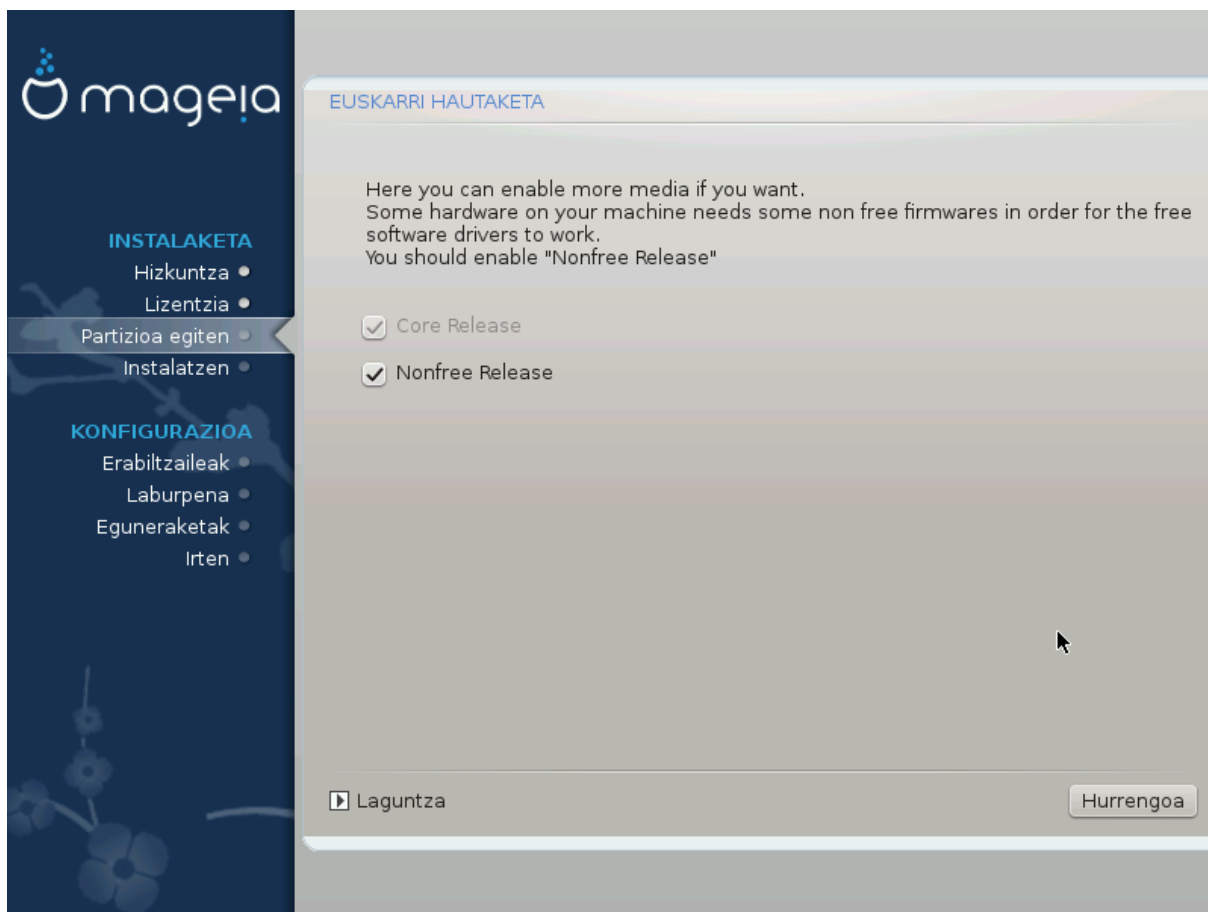 mageia
INSTALAKETA
Hizkuntza
Lizentzia
Partizioa egiten
Instalatzen
KONFIGURAZIOA
Erabiltzaileak
Laburpena
Eguneraketak
Irten
EUSKARRI HAUTAKETA
Here you can enable more media if you want.
Some hardware on your machine needs some non free firmwares in order for the free
software drivers to work.
You should enable "Nonfree Release"
Core Release
Nonfree Release
Laguntza
Hurrengoa